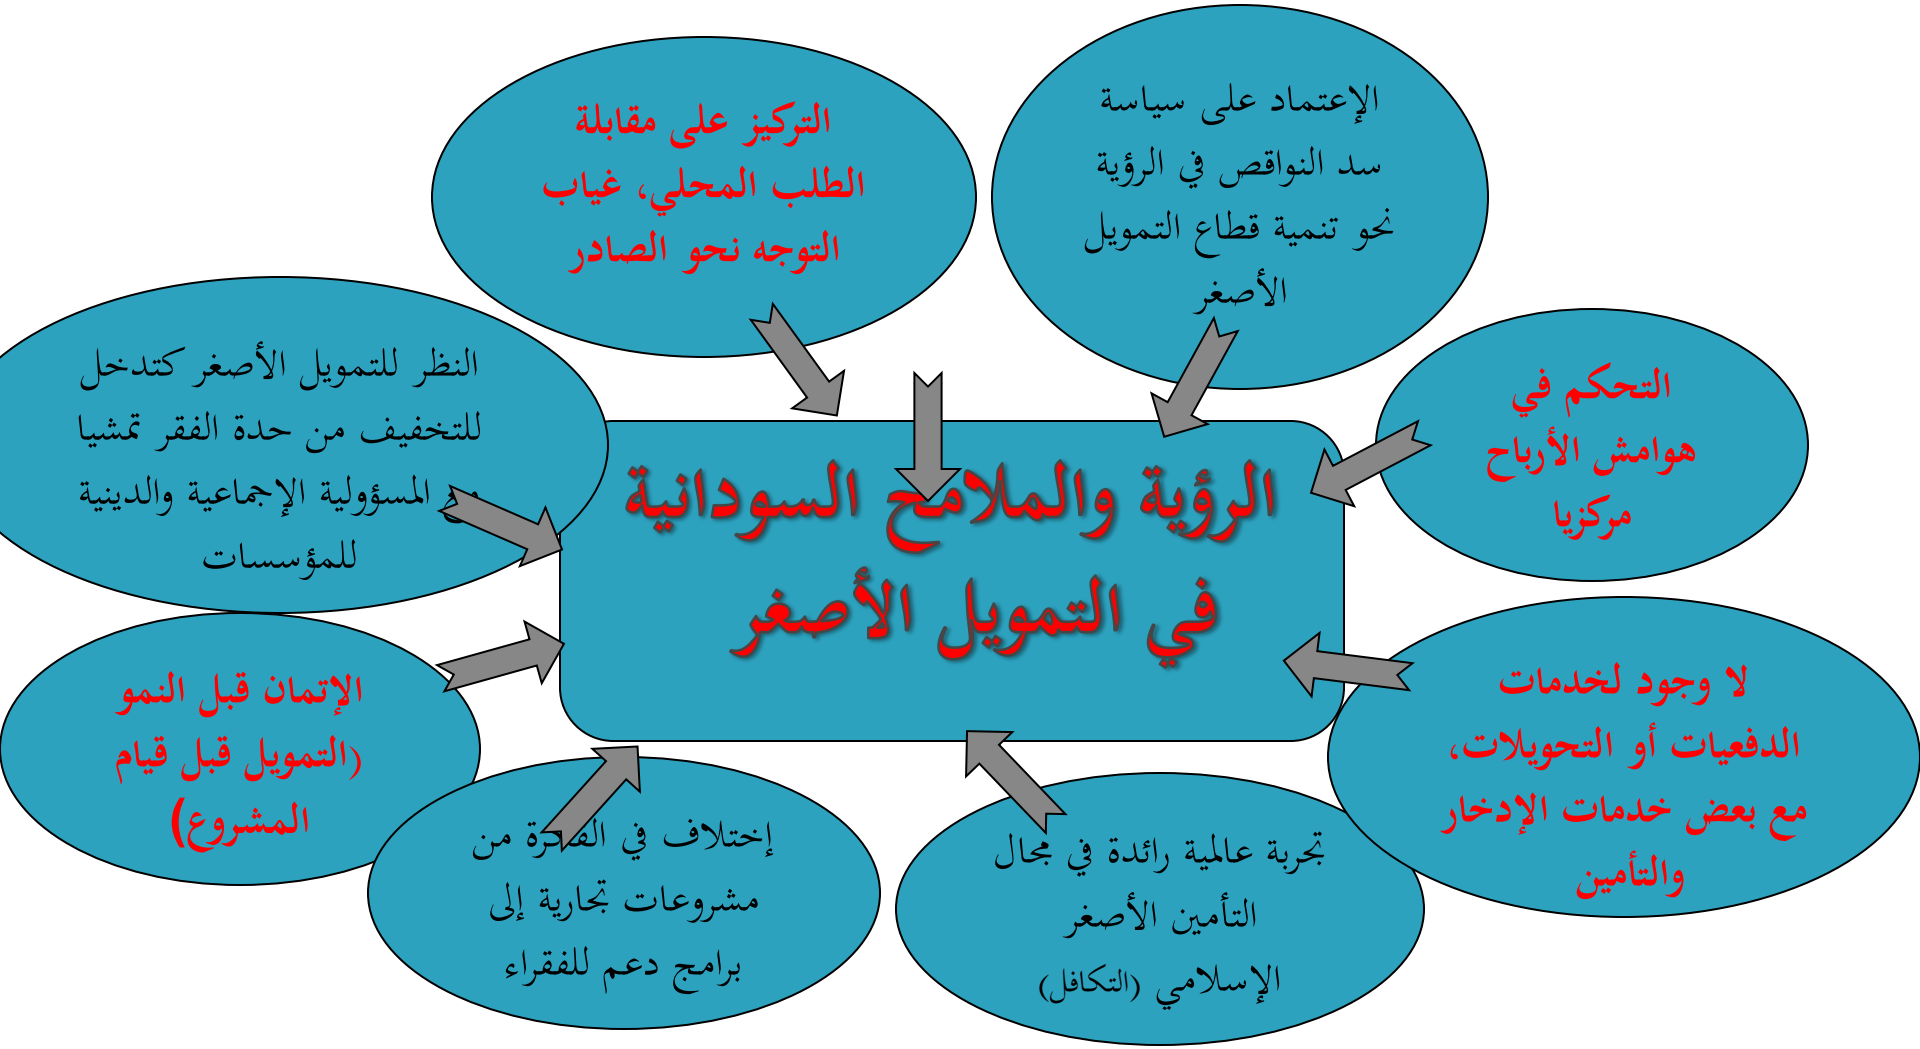 الإعتماد على سياسة
سد النواقص في الرؤية
نحو تنمية قطاع التمويل
الأصغر
التركيز على مقابلة
الطلب المحلي، غياب
التوجه نحو الصادر
التحكم في
هوامش الأرباح
مركزيا
النظر للتمويل الأصغر كتدخل
للتخفيف من حدة الفقر تمشيا
مع المسؤولية الإجماعية والدينية
للمؤسسات
الرؤية والملامح السودانية
في التمويل الأصغر
لا وجود لخدمات
الدفعيات أو التحويلات،
مع بعض خدمات الإدخار
والتأمين
الإتمان قبل النمو
(التمويل قبل قيام
المشروع)
تجربة عالمية رائدة في مجال
التأمين الأصغر
الإسلامي (التكافل)
إختلاف في الفكرة من
مشروعات تجارية إلى
برامج دعم للفقراء